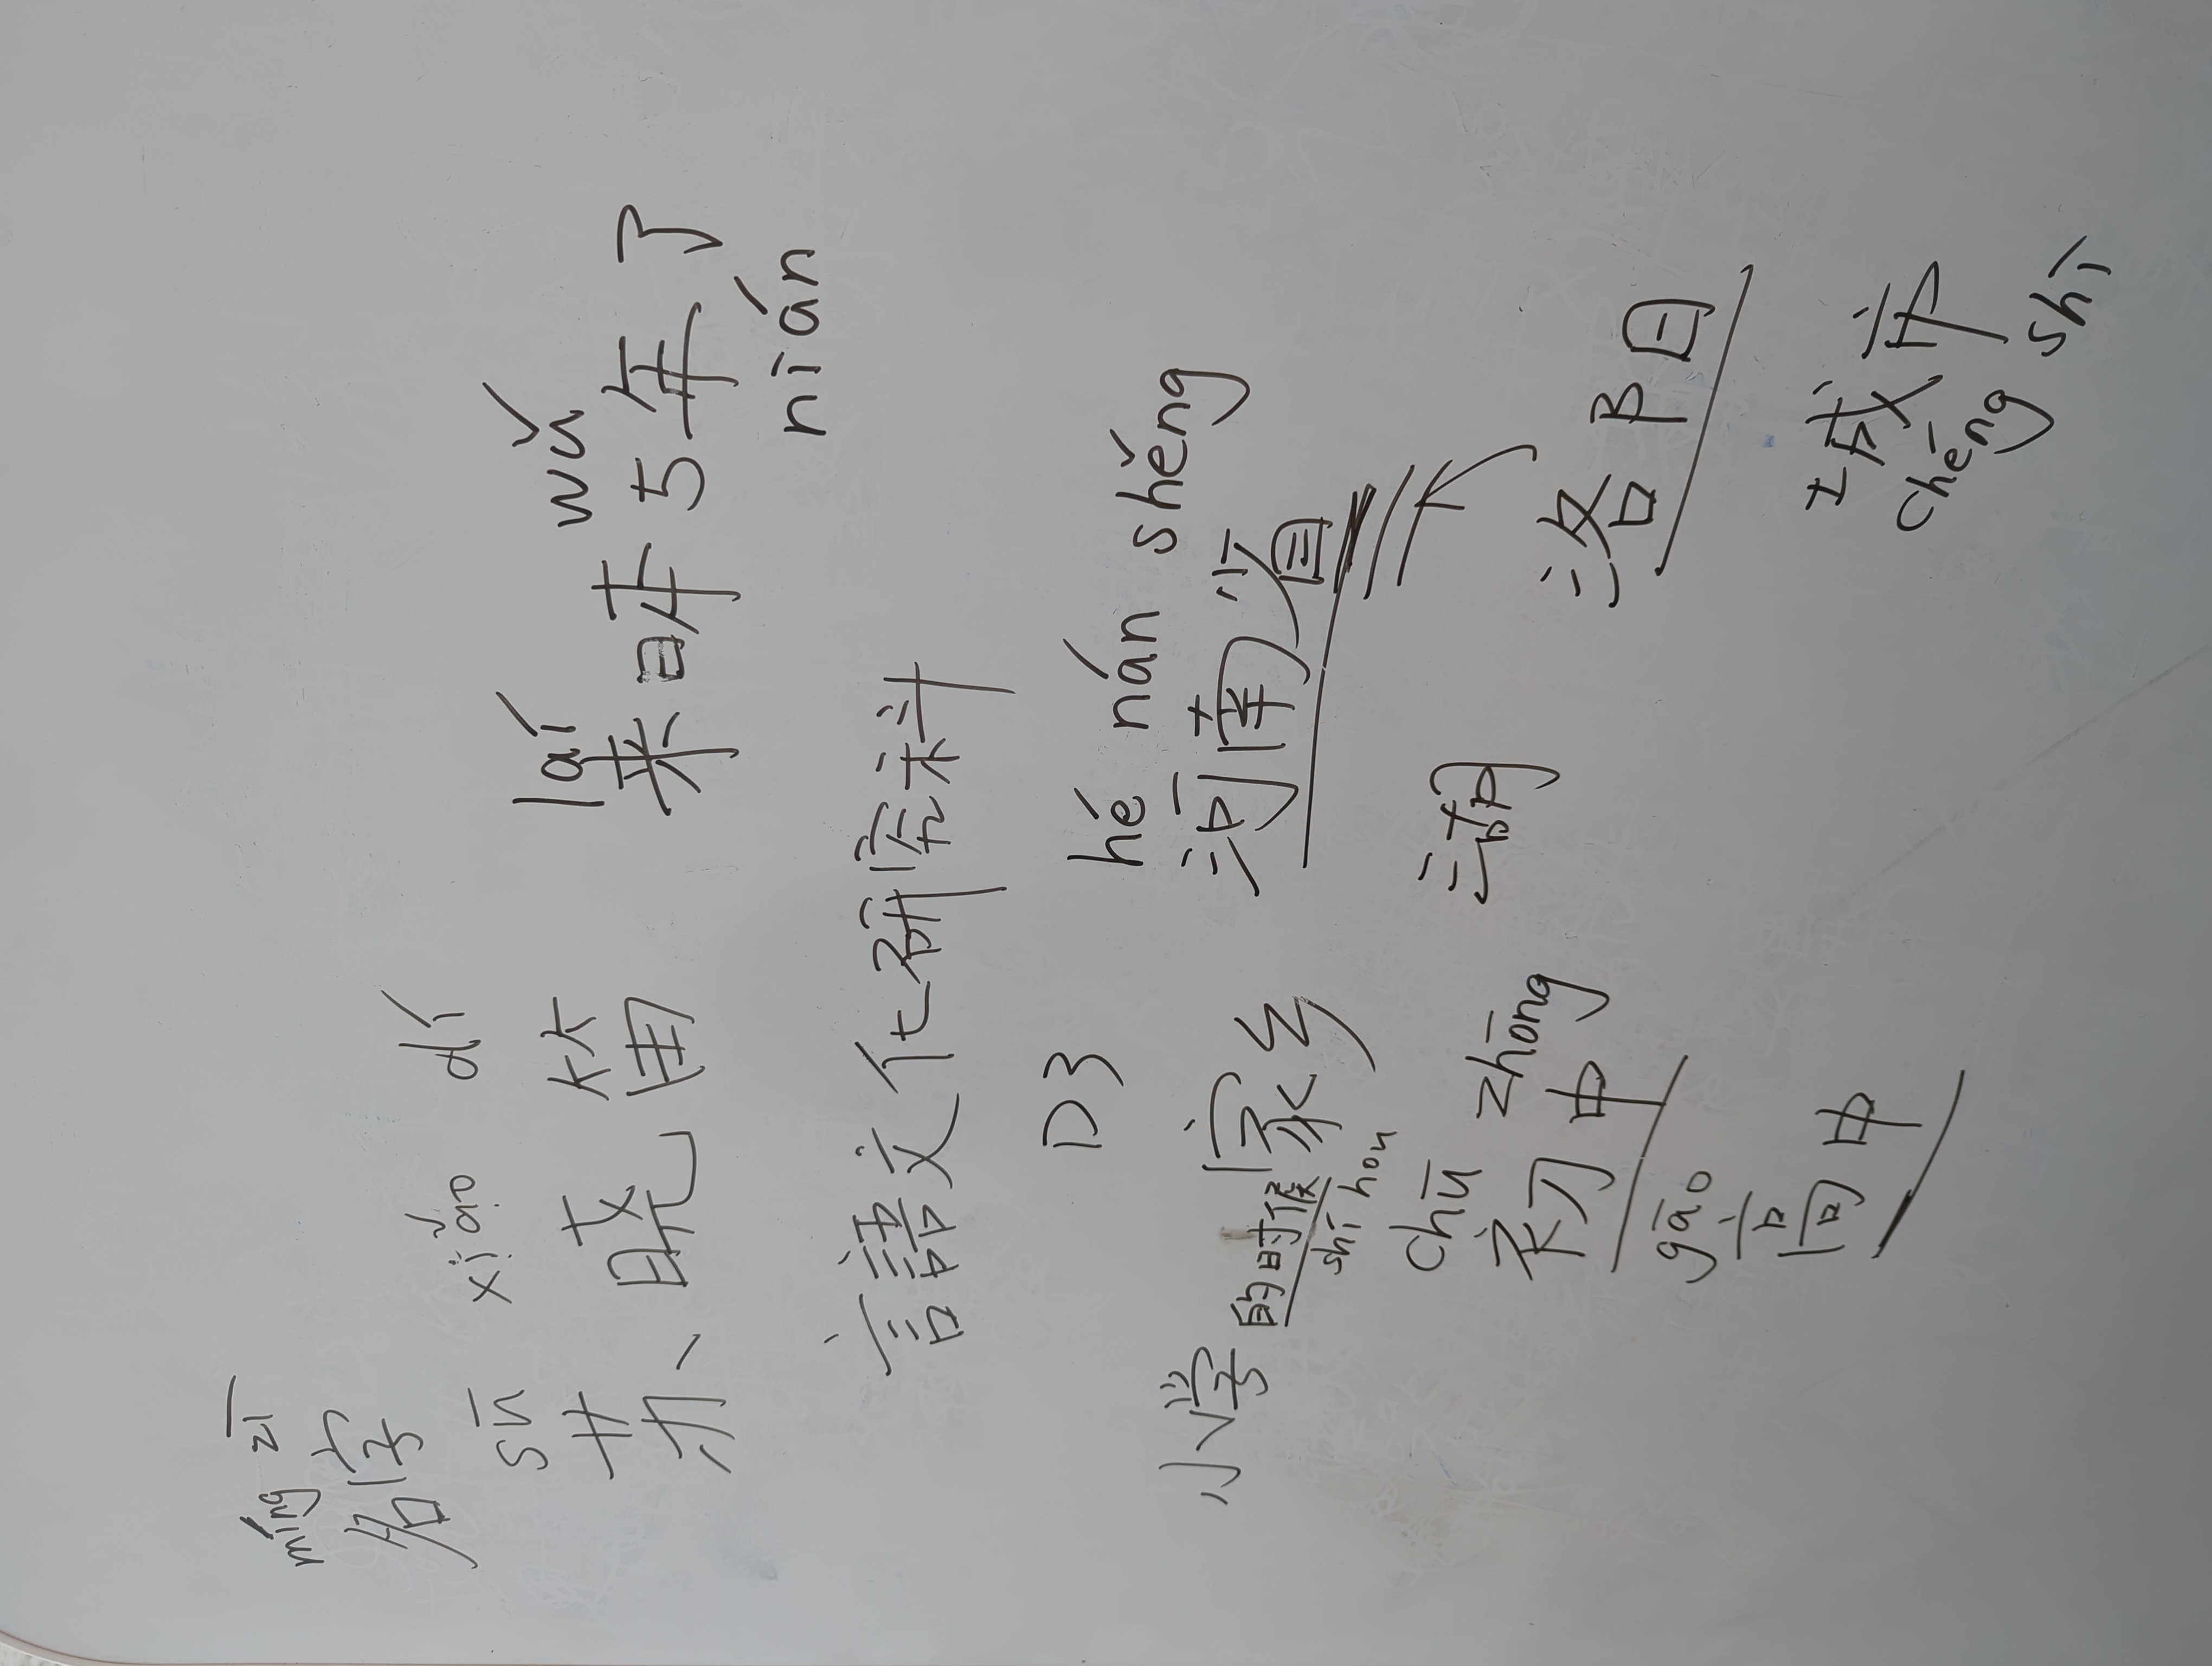 míng zī
名字
sū xiǎo dí
苏晓笛
laí wǔ
来日本5年了
nián
言語文化研究科
D3
hé nán shěng
河南省
小学的时候
shí hou
家乡
chū zhōng
初中
湖
洛阳
gāo
高中
城市
chéng shì